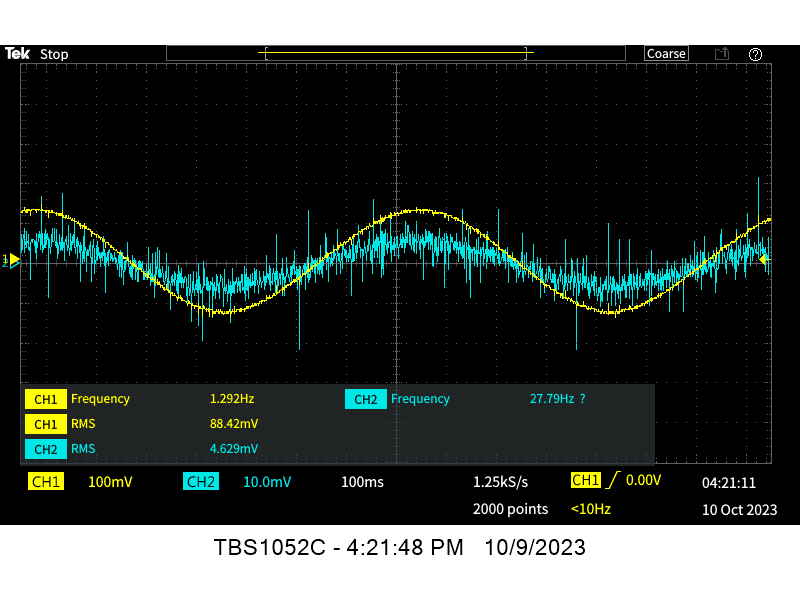 Tek Stop Coarse ?
1
2
CH1 Frequency 1.292Hz CH2 Frequency 27.79Hz ?
CH1 RMS 88.42mV
CH2 RMS 4.629mV
CH1 100mV CH2 10.0mV 100ms 1.25kS/s CH1 0.00V 04:21:11
2000 points <10Hz 10 Oct 2023
TBS1052C - 4:21:48 PM 10/9/2023